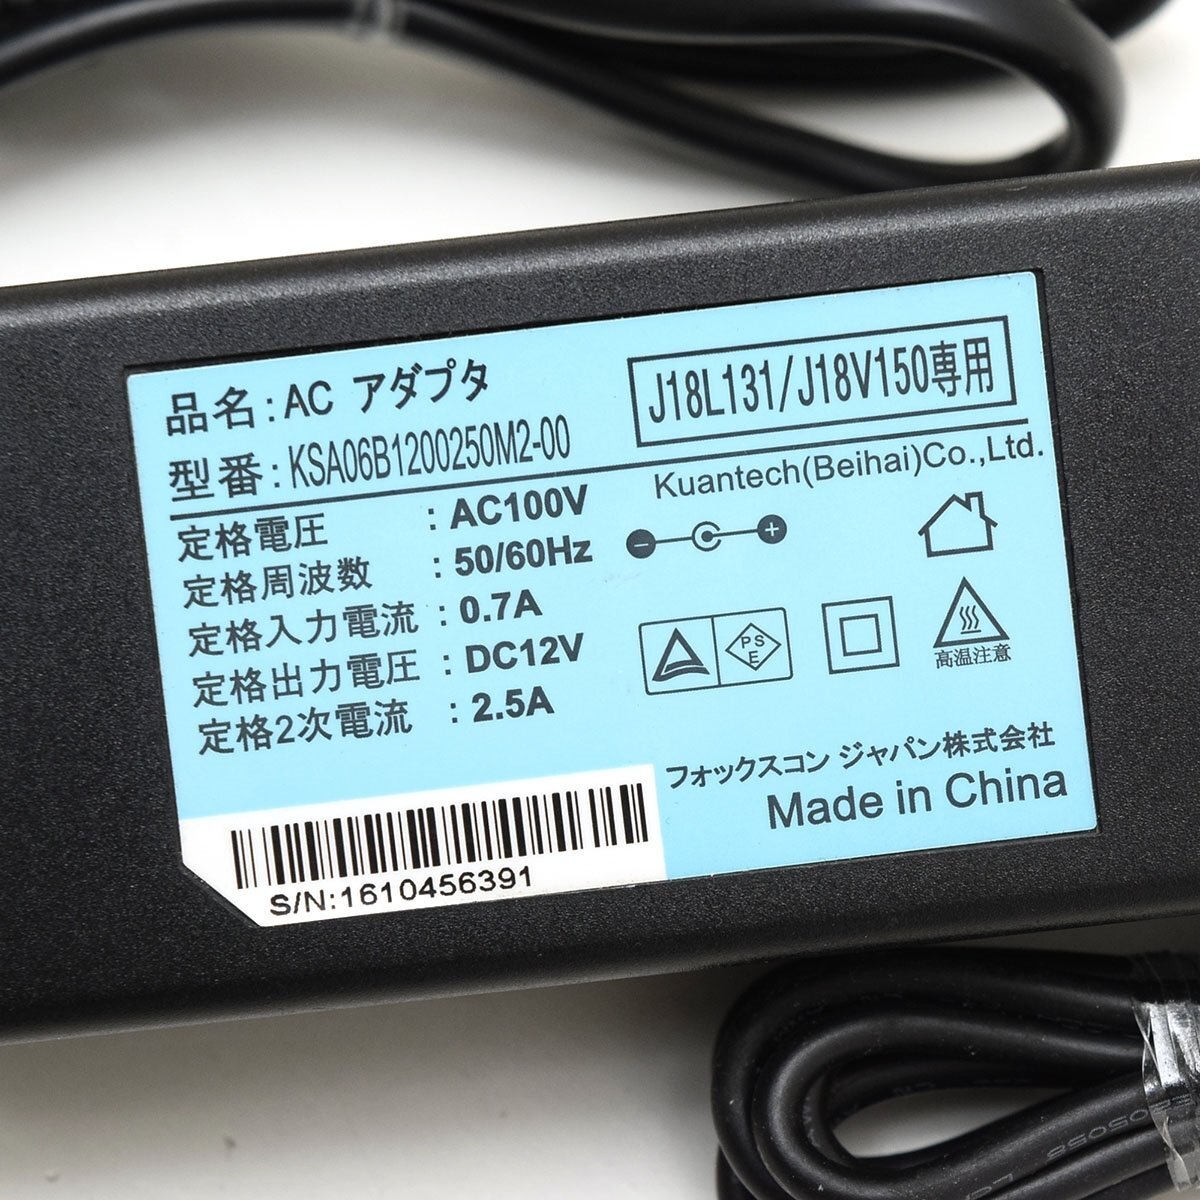 品名:AC アダプタ
型番:KSA06B1200250M2-00
J18L131/J18V150専用
Kuantech(Beihai)Co.,Ltd.
定格電圧 : AC100V
定格周波数 : 50/60Hz
定格入力電流 : 0.7A
定格出力電圧 : DC12V
定格2次電流 : 2.5A
PS
E
高温注意
フォックスコン ジャパン株式会社
Made in China
S/N:1610456391